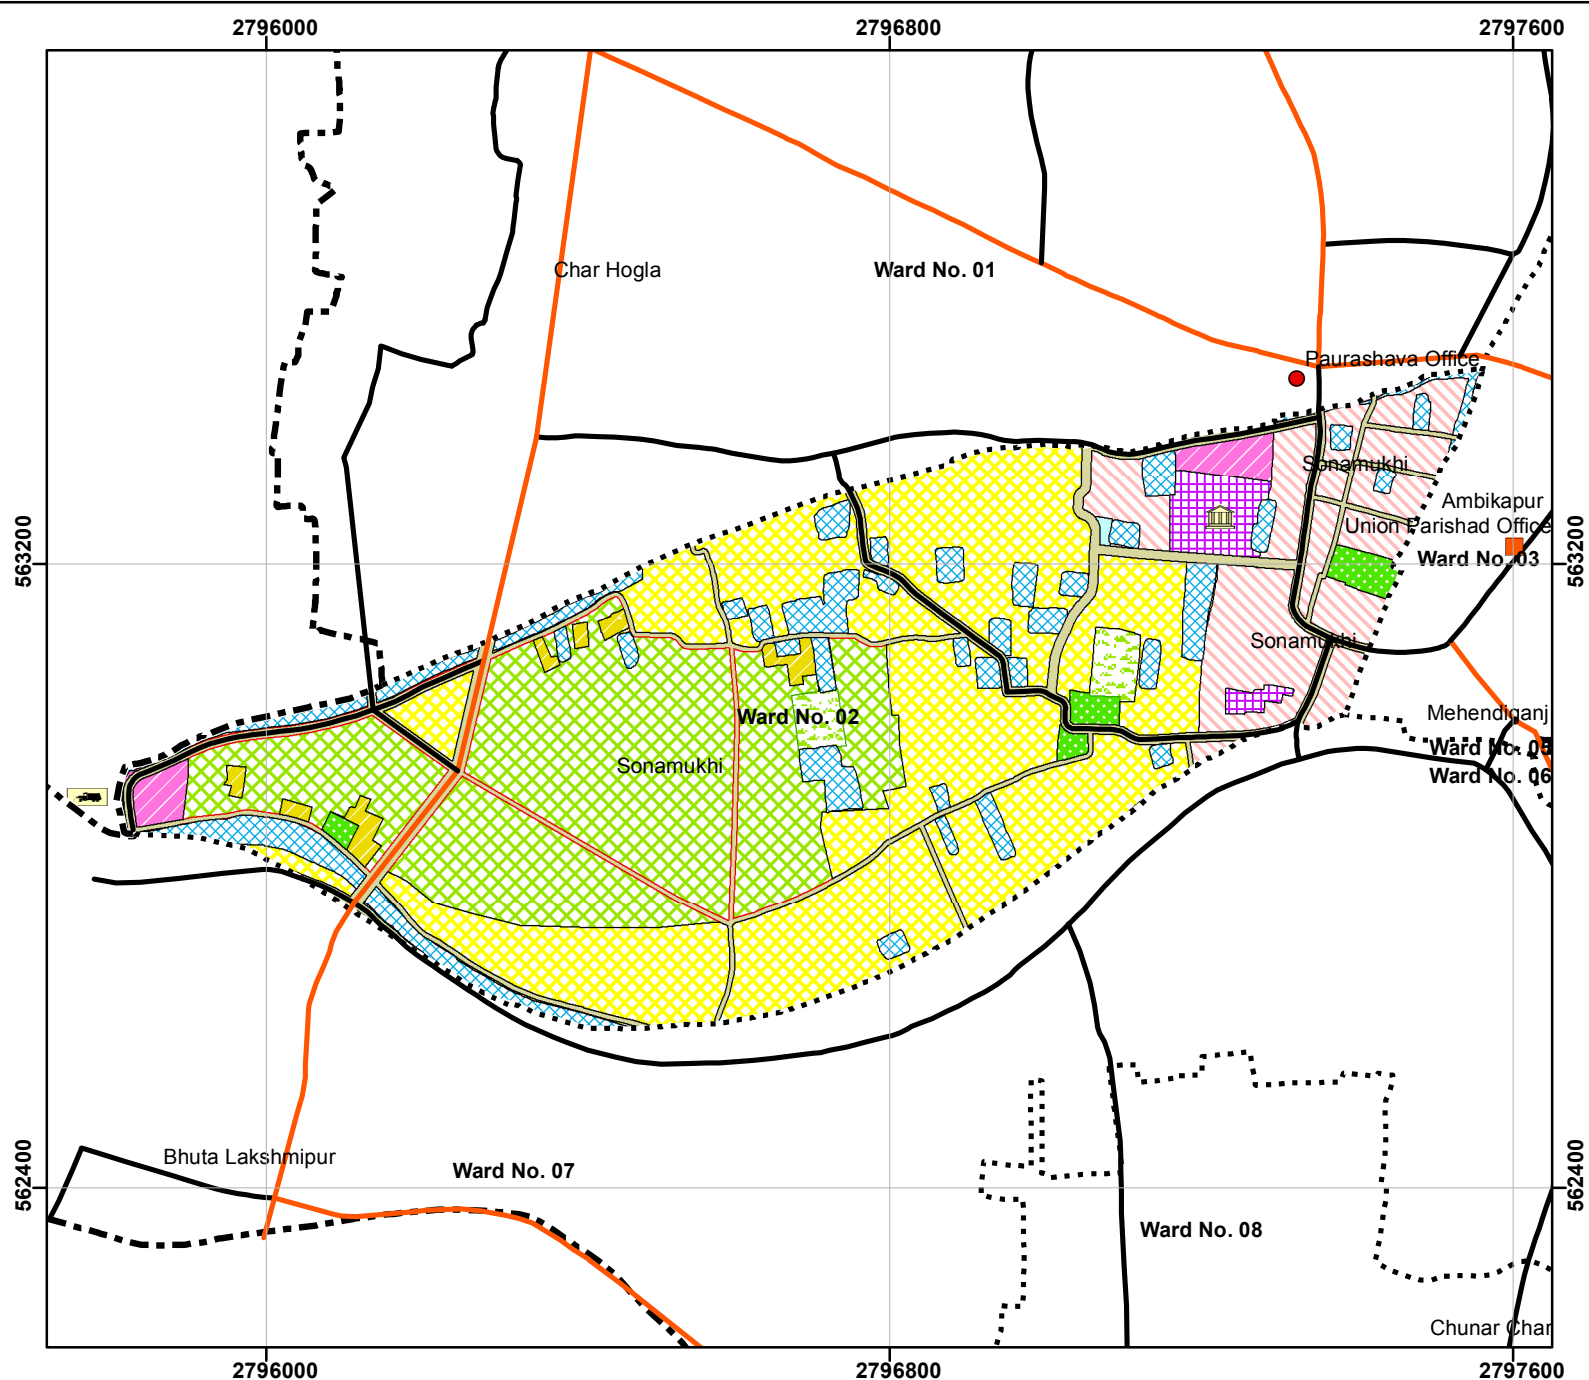 2796000 2796800 2797600
Char Hogla
Ward No. 01
Paurashava Office
Sonamukhi
Ambikapur
Union Parishad Office
563200 563200
Ward No. 03
Sonamukhi
Mehendiganj
Ward No. 02
Ward No. 05
Sonamukhi
Ward No. 06
Bhuta Lakshmipur
Ward No. 07
562400 562400
Ward No. 08
Chunar Char
2796000 2796800 2797600